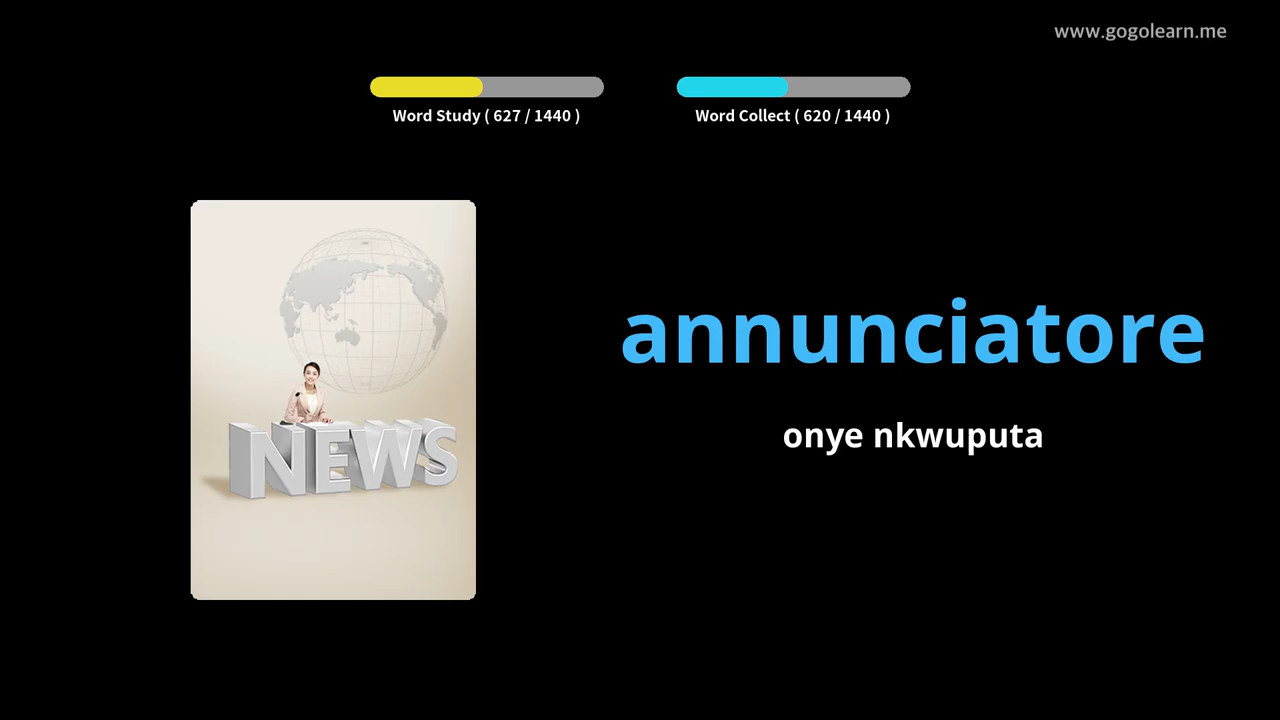 www.gogolearn.me
Word Study ( 627 / 1440 )
Word Collect ( 620 / 1440 )
NEWS
annunciatore
onye nkwuputa